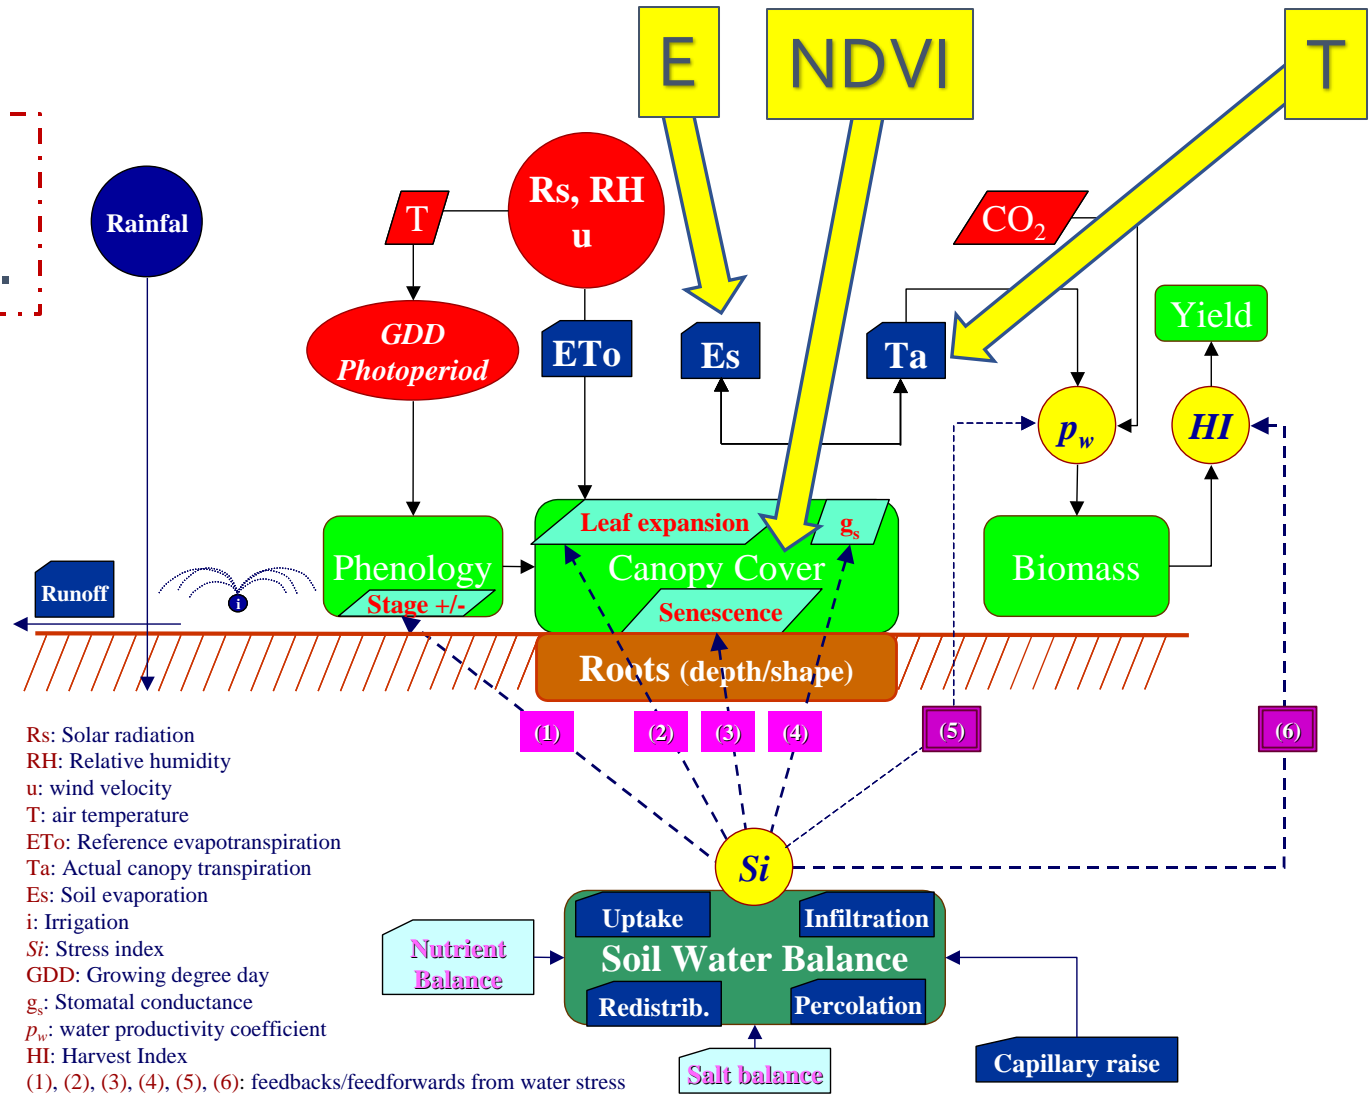 E
NDVI
T
Rainfal
T
Rs, RH
u
CO2
GDD
Photoperiod
ETo
Es
Ta
Yield
pw
HI
Leaf expansion
gs
Phenology
Canopy Cover
Biomass
Runoff
i
Stage +/-
Senescence
Roots (depth/shape)
(1)
(2)
(3)
(4)
(5)
(6)
Rs: Solar radiation
RH: Relative humidity
u: wind velocity
T: air temperature
ETo: Reference evapotranspiration
Ta: Actual canopy transpiration
Es: Soil evaporation
i: Irrigation
Si: Stress index
GDD: Growing degree day
gs: Stomatal conductance
pw: water productivity coefficient
HI: Harvest Index
(1), (2), (3), (4), (5), (6): feedbacks/feedforwards from water stress
Si
Uptake
Infiltration
Nutrient
Balance
Soil Water Balance
Redistrib.
Percolation
Salt balance
Capillary raise